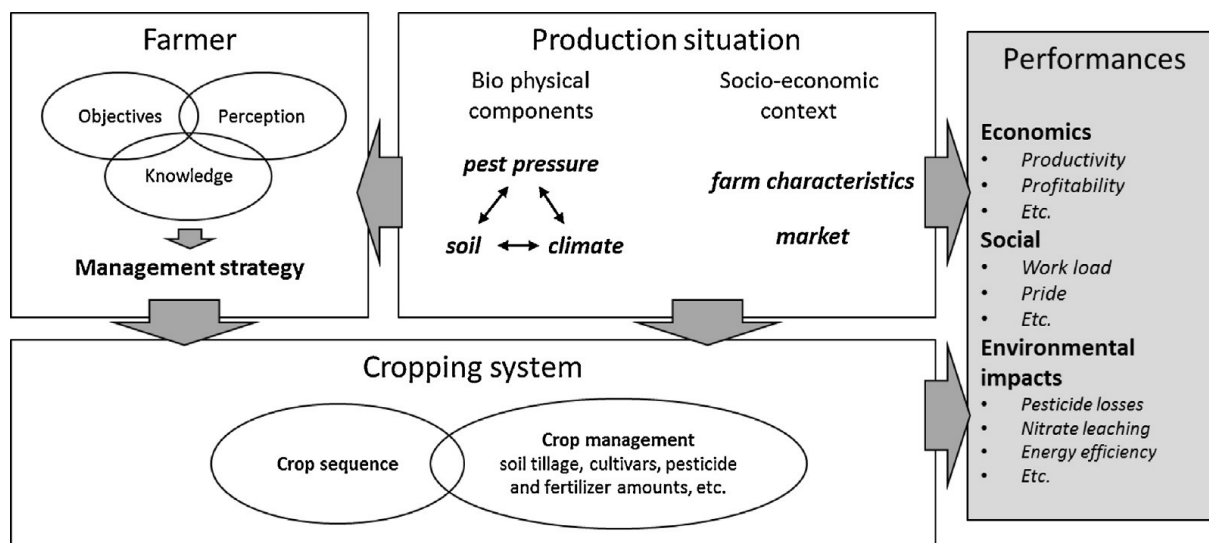 Farmer
Objectives
Perception
Knowledge
Management strategy
Production situation
Bio physical
components
pest pressure
soil
climate
Socio-economic
context
farm characteristics
market
Cropping system
Crop sequence
Crop management
soil tillage, cultivars, pesticide
and fertilizer amounts, etc.
Performances
Economics
• Productivity
• Profitability
• Etc.
Social
• Work load
• Pride
• Etc.
Environmental
impacts
• Pesticide losses
• Nitrate leaching
• Energy efficiency
• Etc.